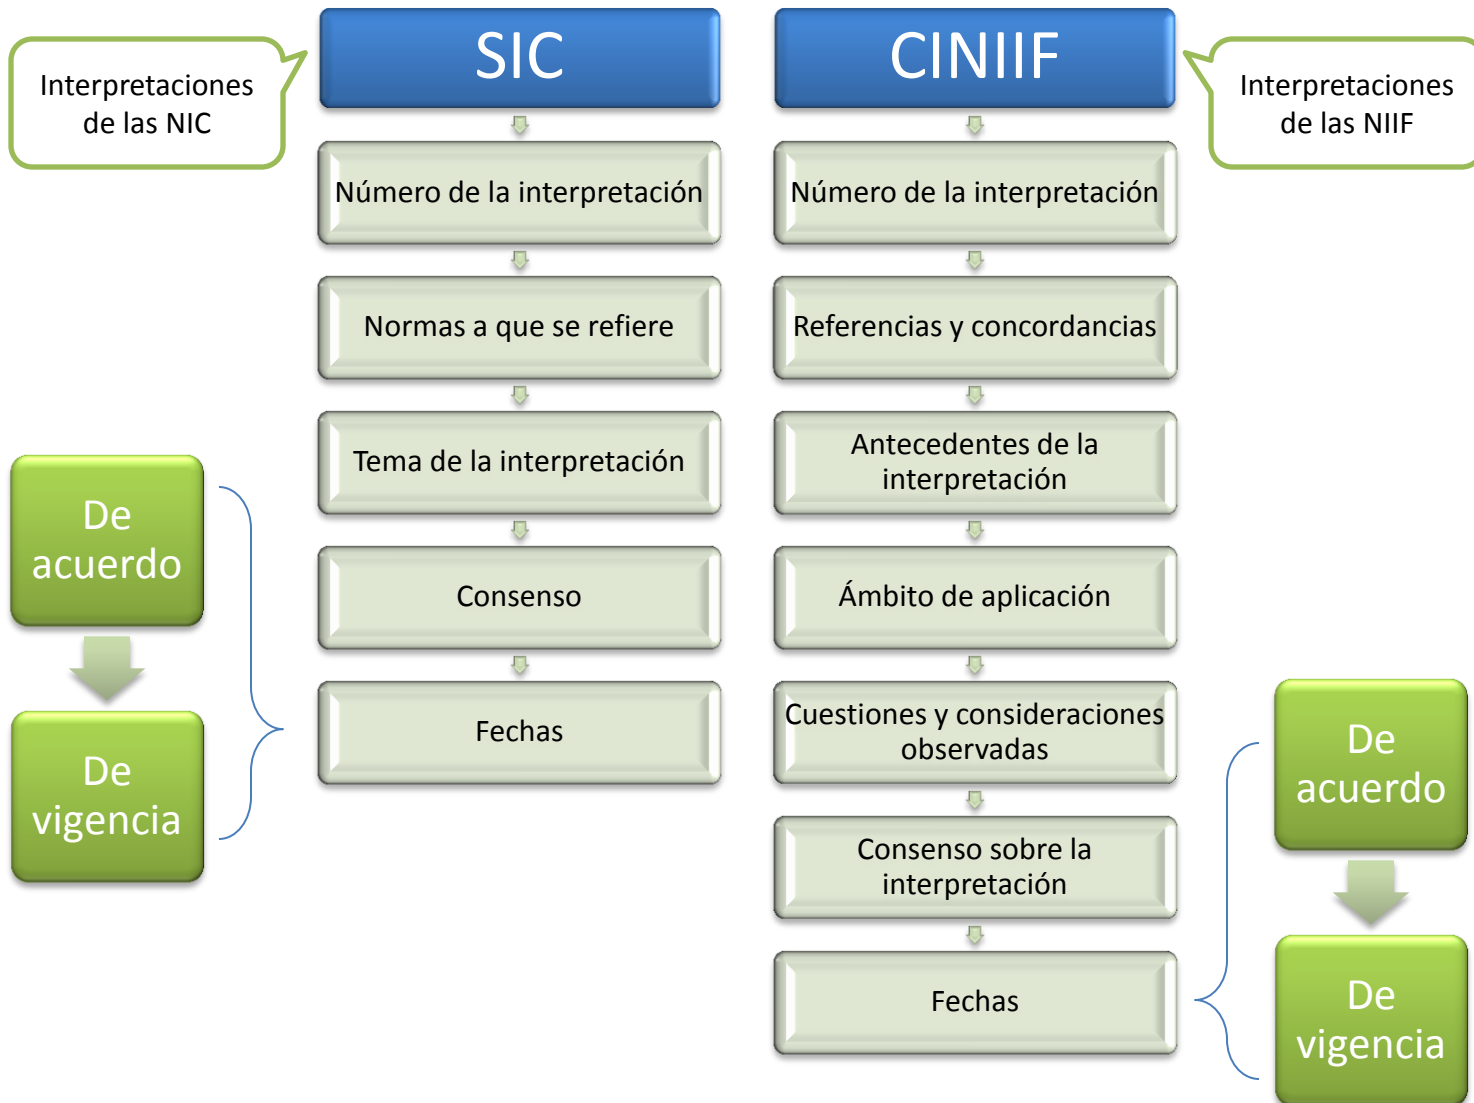 SIC
Interpretaciones
de las NIC
Número de la interpretación
Normas a que se refiere
Tema de la interpretación
Consenso
Fechas
De
acuerdo
De
vigencia
CINIIF
Interpretaciones
de las NIIF
Número de la interpretación
Referencias y concordancias
Antecedentes de la
interpretación
Ámbito de aplicación
Cuestiones y consideraciones
observadas
Consenso sobre la
interpretación
Fechas
De
acuerdo
De
vigencia